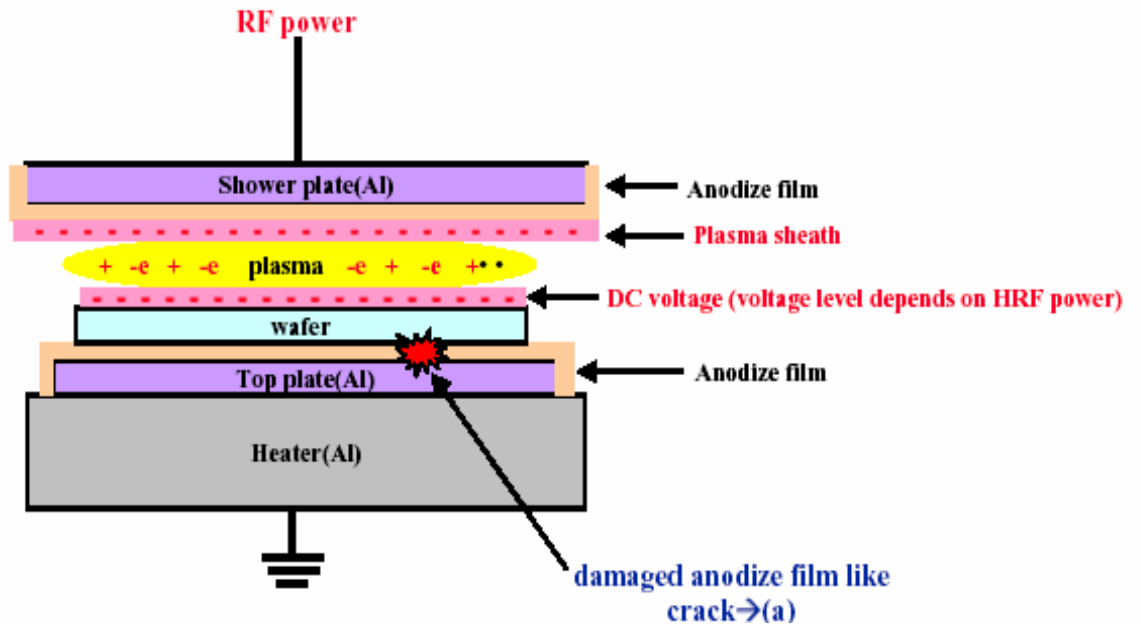 RF power
Shower plate(Al)
Anodize film
Plasma sheath
+ -e + -e plasma -e + -e +··
DC voltage (voltage level depends on HRF power)
wafer
Top plate(Al)
Anodize film
Heater(Al)
damaged anodize film like
crack→(a)